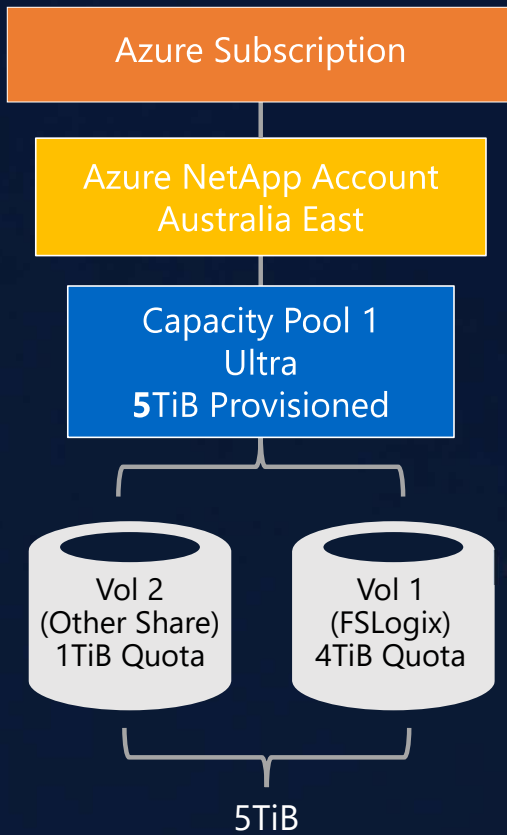 Azure Subscription
Azure NetApp Account
Australia East
Capacity Pool 1
Ultra
5TiB Provisioned
Vol 2
(Other Share)
1TiB Quota
Vol 1
(FSLogix)
4TiB Quota
5TiB